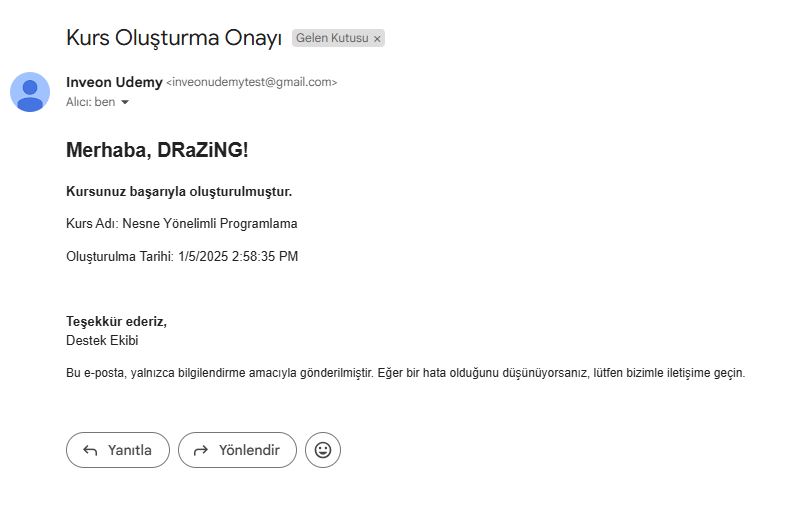 Kurs Oluşturma Onayı Gelen Kutusu ×
Inveon Udemy <inveonudemytest@gmail.com>
Alıcı: ben
Merhaba, DRaZiNG!
Kursunuz başarıyla oluşturulmuştur.
Kurs Adı: Nesne Yönelimli Programlama
Oluşturulma Tarihi: 1/5/2025 2:58:35 PM
Teşekkür ederiz,
Destek Ekibi
Bu e-posta, yalnızca bilgilendirme amacıyla gönderilmiştir. Eğer bir hata olduğunu düşünüyorsanız, lütfen bizimle iletişime geçin.
Yanıtla Yönlendir